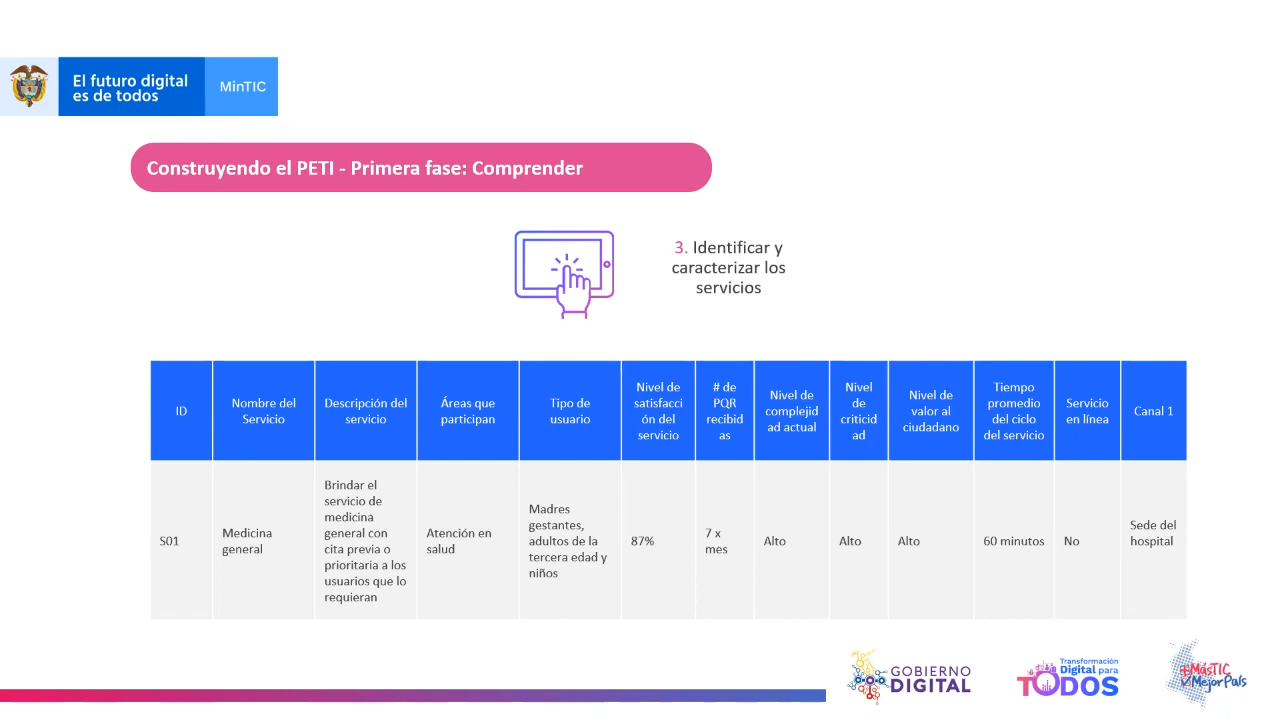 El futuro digital
es de todos
MinTIC
Construyendo el PETI - Primera fase: Comprender
3. Identificar y
caracterizar los
servicios
ID
Nombre del
Servicio
Descripción del
servicio
Áreas que
participan
Tipo de
usuario
Nivel de
satisfacci
ón del
servicio
# de
PQR
recibid
as
Nivel de
complejid
ad actual
Nivel
de
criticid
ad
Nivel de
valor al
ciudadano
Tiempo
promedio
del ciclo
del servicio
Servicio
en línea
Canal 1
S01
Medicina
general
Brindar el
servicio de
medicina
general con
cita previa o
prioritaria a los
usuarios que lo
requieran
Atención en
salud
Madres
gestantes,
adultos de la
tercera edad y
niños
87%
7 x
mes
Alto
Alto
Alto
60 minutos
No
Sede del
hospital
GOBIERNO
DIGITAL
Transformación
Digital para
TODOS
+MásTIC
MejorPaís